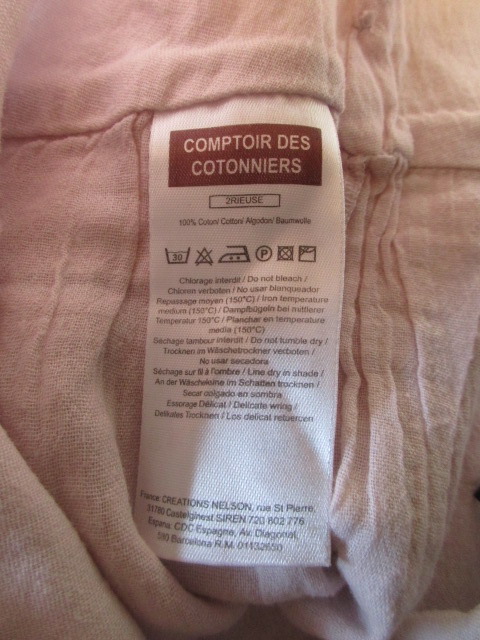 COMPTOIR DES
COTONNIERS
2RIEUSE
100% Coton/ Cotton/ Algodon/ Baumwolle
30 P
Chlorage interdit / Do not bleach /
Chloren verboten / No usar blanqueador
Repassage moyen (150°C) / Iron temperature
medium (150°C) / Dampfbügeln bei mittlerer
Temperatur 150°C / Planchar en temperature
media (150°C)
Séchage tambour interdit / Do not tumble dry /
Trocknen im Wäschetrockner verboten /
No usar secadora
Séchage sur fil à l'ombre / Line dry in shade /
An der Wäscheleine im Schatten trocknen /
Secar colgado en sombra
Essorage Délicat / Delicate wring /
Delikates Trocknen / Los delicat retuercen
France: CREATIONS NELSON, rue St Pierre,
31780 Castelginest SIREN 720 802 776
Espana: CDC Espagne, Av. Diagonal,
590 Barcelona R.M. 01132650